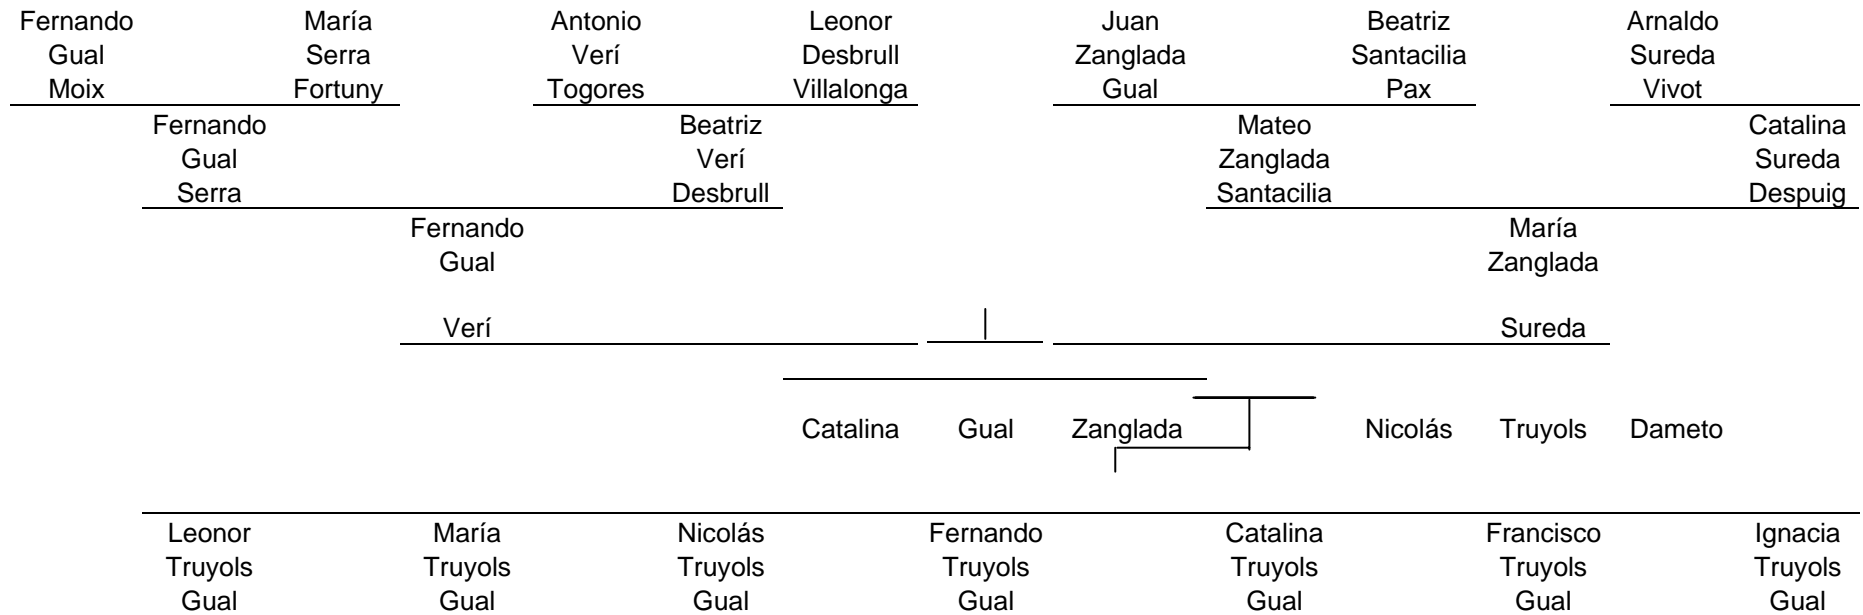 Fernando María Antonio Leonor Juan Beatriz Arnaldo
Gual Serra Verí Desbrull Zanglada Santacilia Sureda
Moix Fortuny Togores Villalonga Gual Pax Vivot
Fernando Beatriz Mateo Catalina
Gual Verí Zanglada Sureda
Serra Desbrull Santacilia Despuig
Fernando María
Gual Zanglada
Verí Sureda
Catalina Gual Zanglada Nicolás Truyols Dameto
Leonor María Nicolás Fernando Catalina Francisco Ignacia
Truyols Truyols Truyols Truyols Truyols Truyols Truyols
Gual Gual Gual Gual Gual Gual Gual